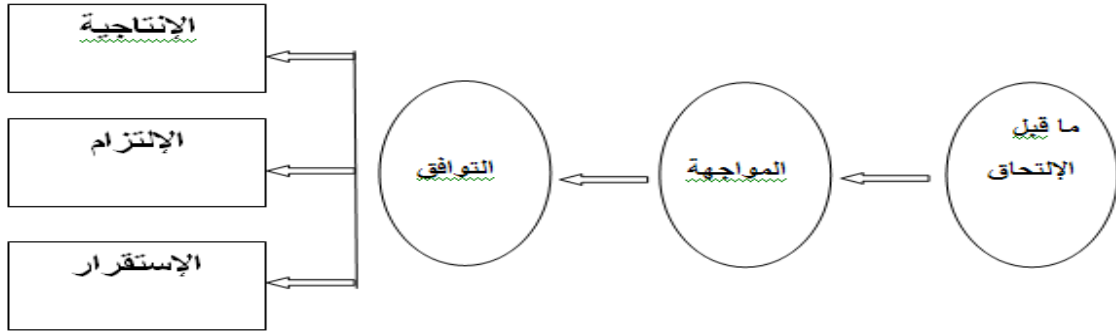 ما قبل
الإلتحاق
المواجهة
التوافق
الإنتاجية
الإلتزام
الإستقرار